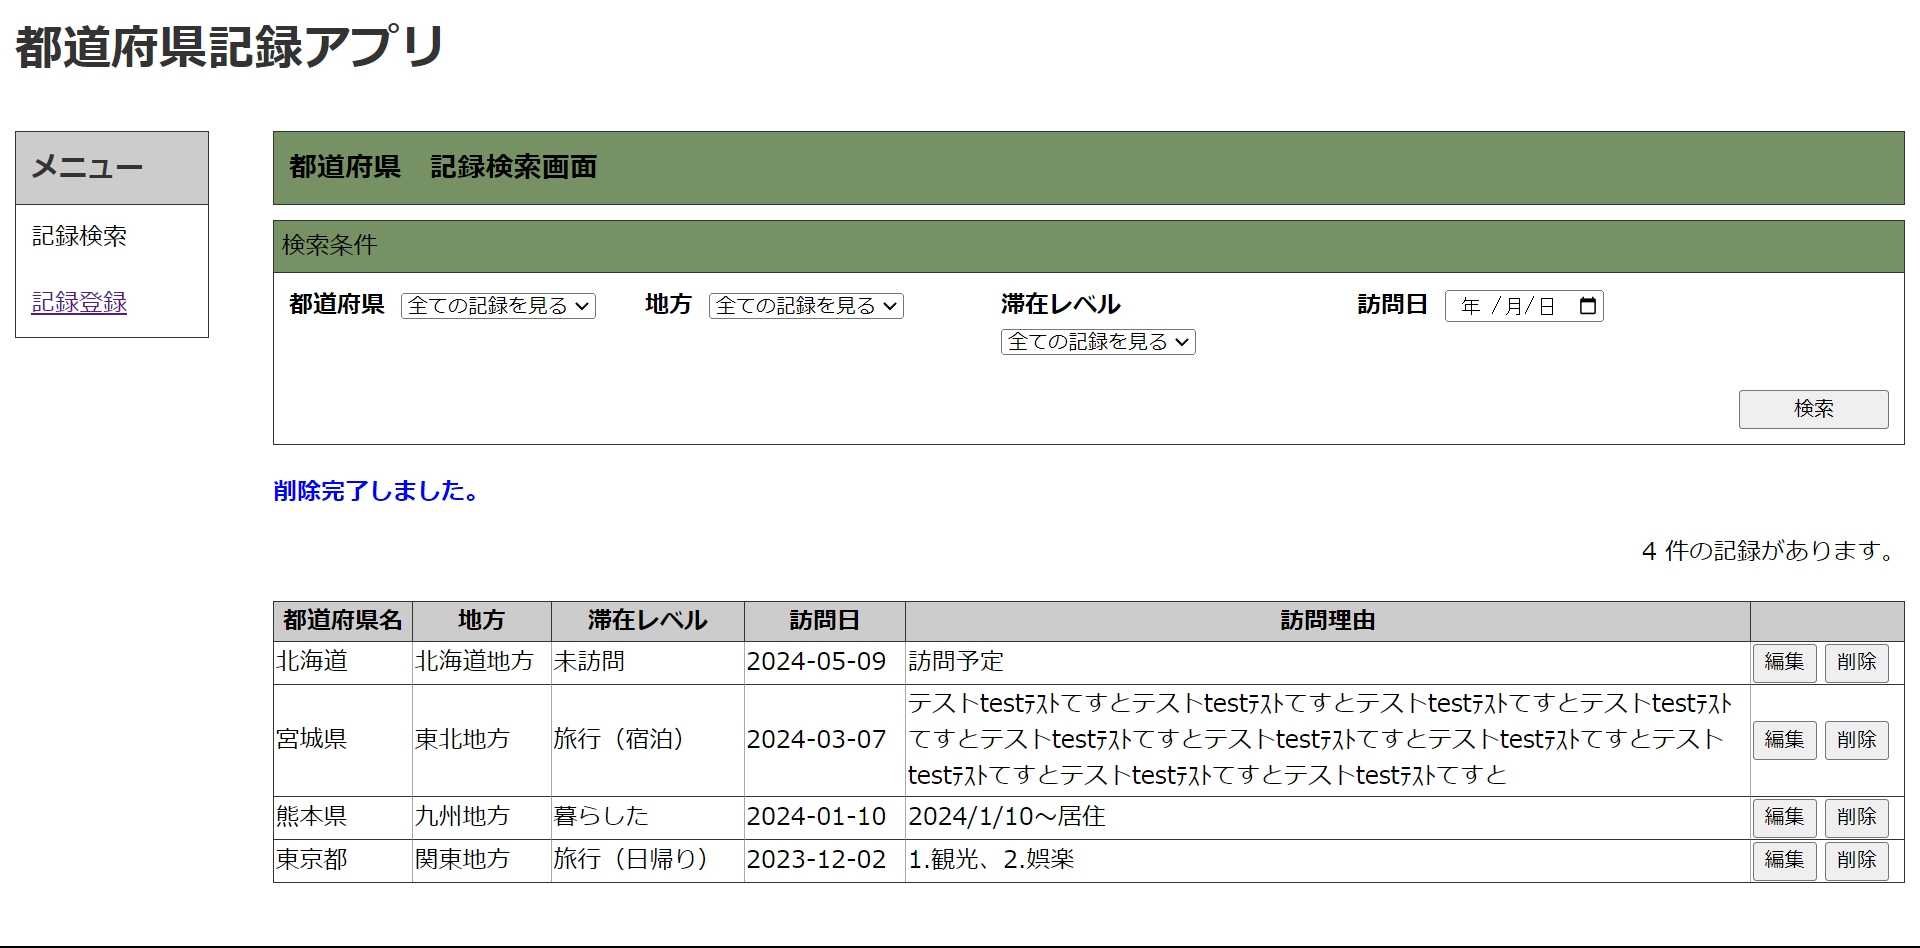 都道府県記録アプリ
メニュー
記録検索
記録登録
都道府県　記録検索画面
検索条件
都道府県 全ての記録を見る 地方 全ての記録を見る 滞在レベル 訪問日 年 /月/日
全ての記録を見る
検索
削除完了しました。
4 件の記録があります。
都道府県名 地方 滞在レベル 訪問日 訪問理由
北海道 北海道地方 未訪問 2024-05-09 訪問予定 編集 削除
宮城県 東北地方 旅行（宿泊） 2024-03-07 テストtestﾃｽﾄてすとテストtestﾃｽﾄてすとテストtestﾃｽﾄてすとテストtestﾃｽﾄ
てすとテストtestﾃｽﾄてすとテストtestﾃｽﾄてすとテストtestﾃｽﾄてすとテスト
testﾃｽﾄてすとテストtestﾃｽﾄてすとテストtestﾃｽﾄてすと 編集 削除
熊本県 九州地方 暮らした 2024-01-10 2024/1/10～居住 編集 削除
東京都 関東地方 旅行（日帰り） 2023-12-02 1.観光、2.娯楽 編集 削除